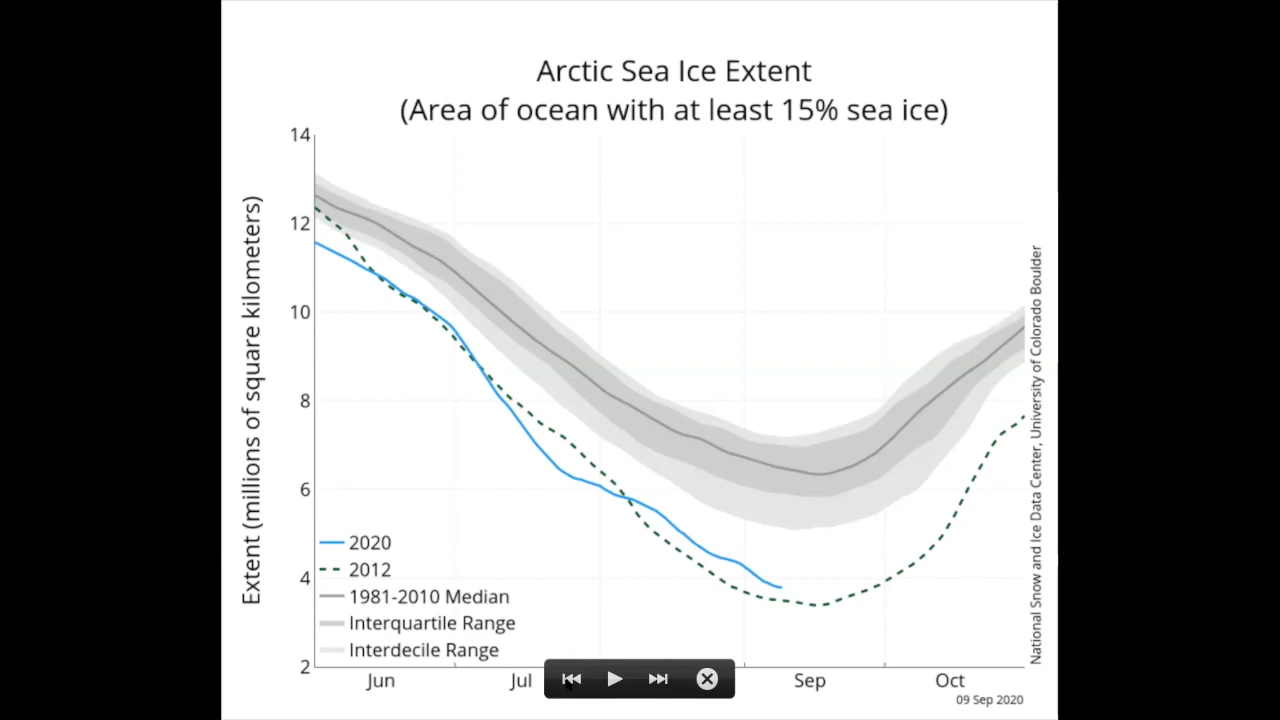 Arctic Sea Ice Extent
(Area of ocean with at least 15% sea ice)
14
12
10
8
6
4
2
Extent (millions of square kilometers)
2020
2012
1981-2010 Median
Interquartile Range
Interdecile Range
Jun
Jul
Sep
Oct
09 Sep 2020
National Snow and Ice Data Center, University of Colorado Boulder